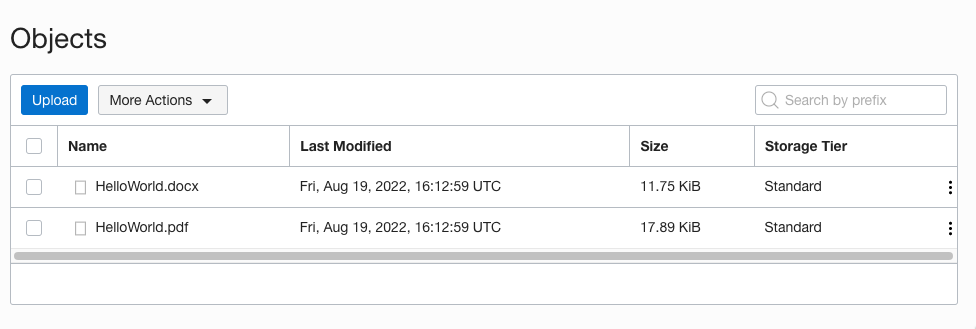 Objects
Upload More Actions Search by prefix
Name Last Modified Size Storage Tier
HelloWorld.docx Fri, Aug 19, 2022, 16:12:59 UTC 11.75 KiB Standard
HelloWorld.pdf Fri, Aug 19, 2022, 16:12:59 UTC 17.89 KiB Standard